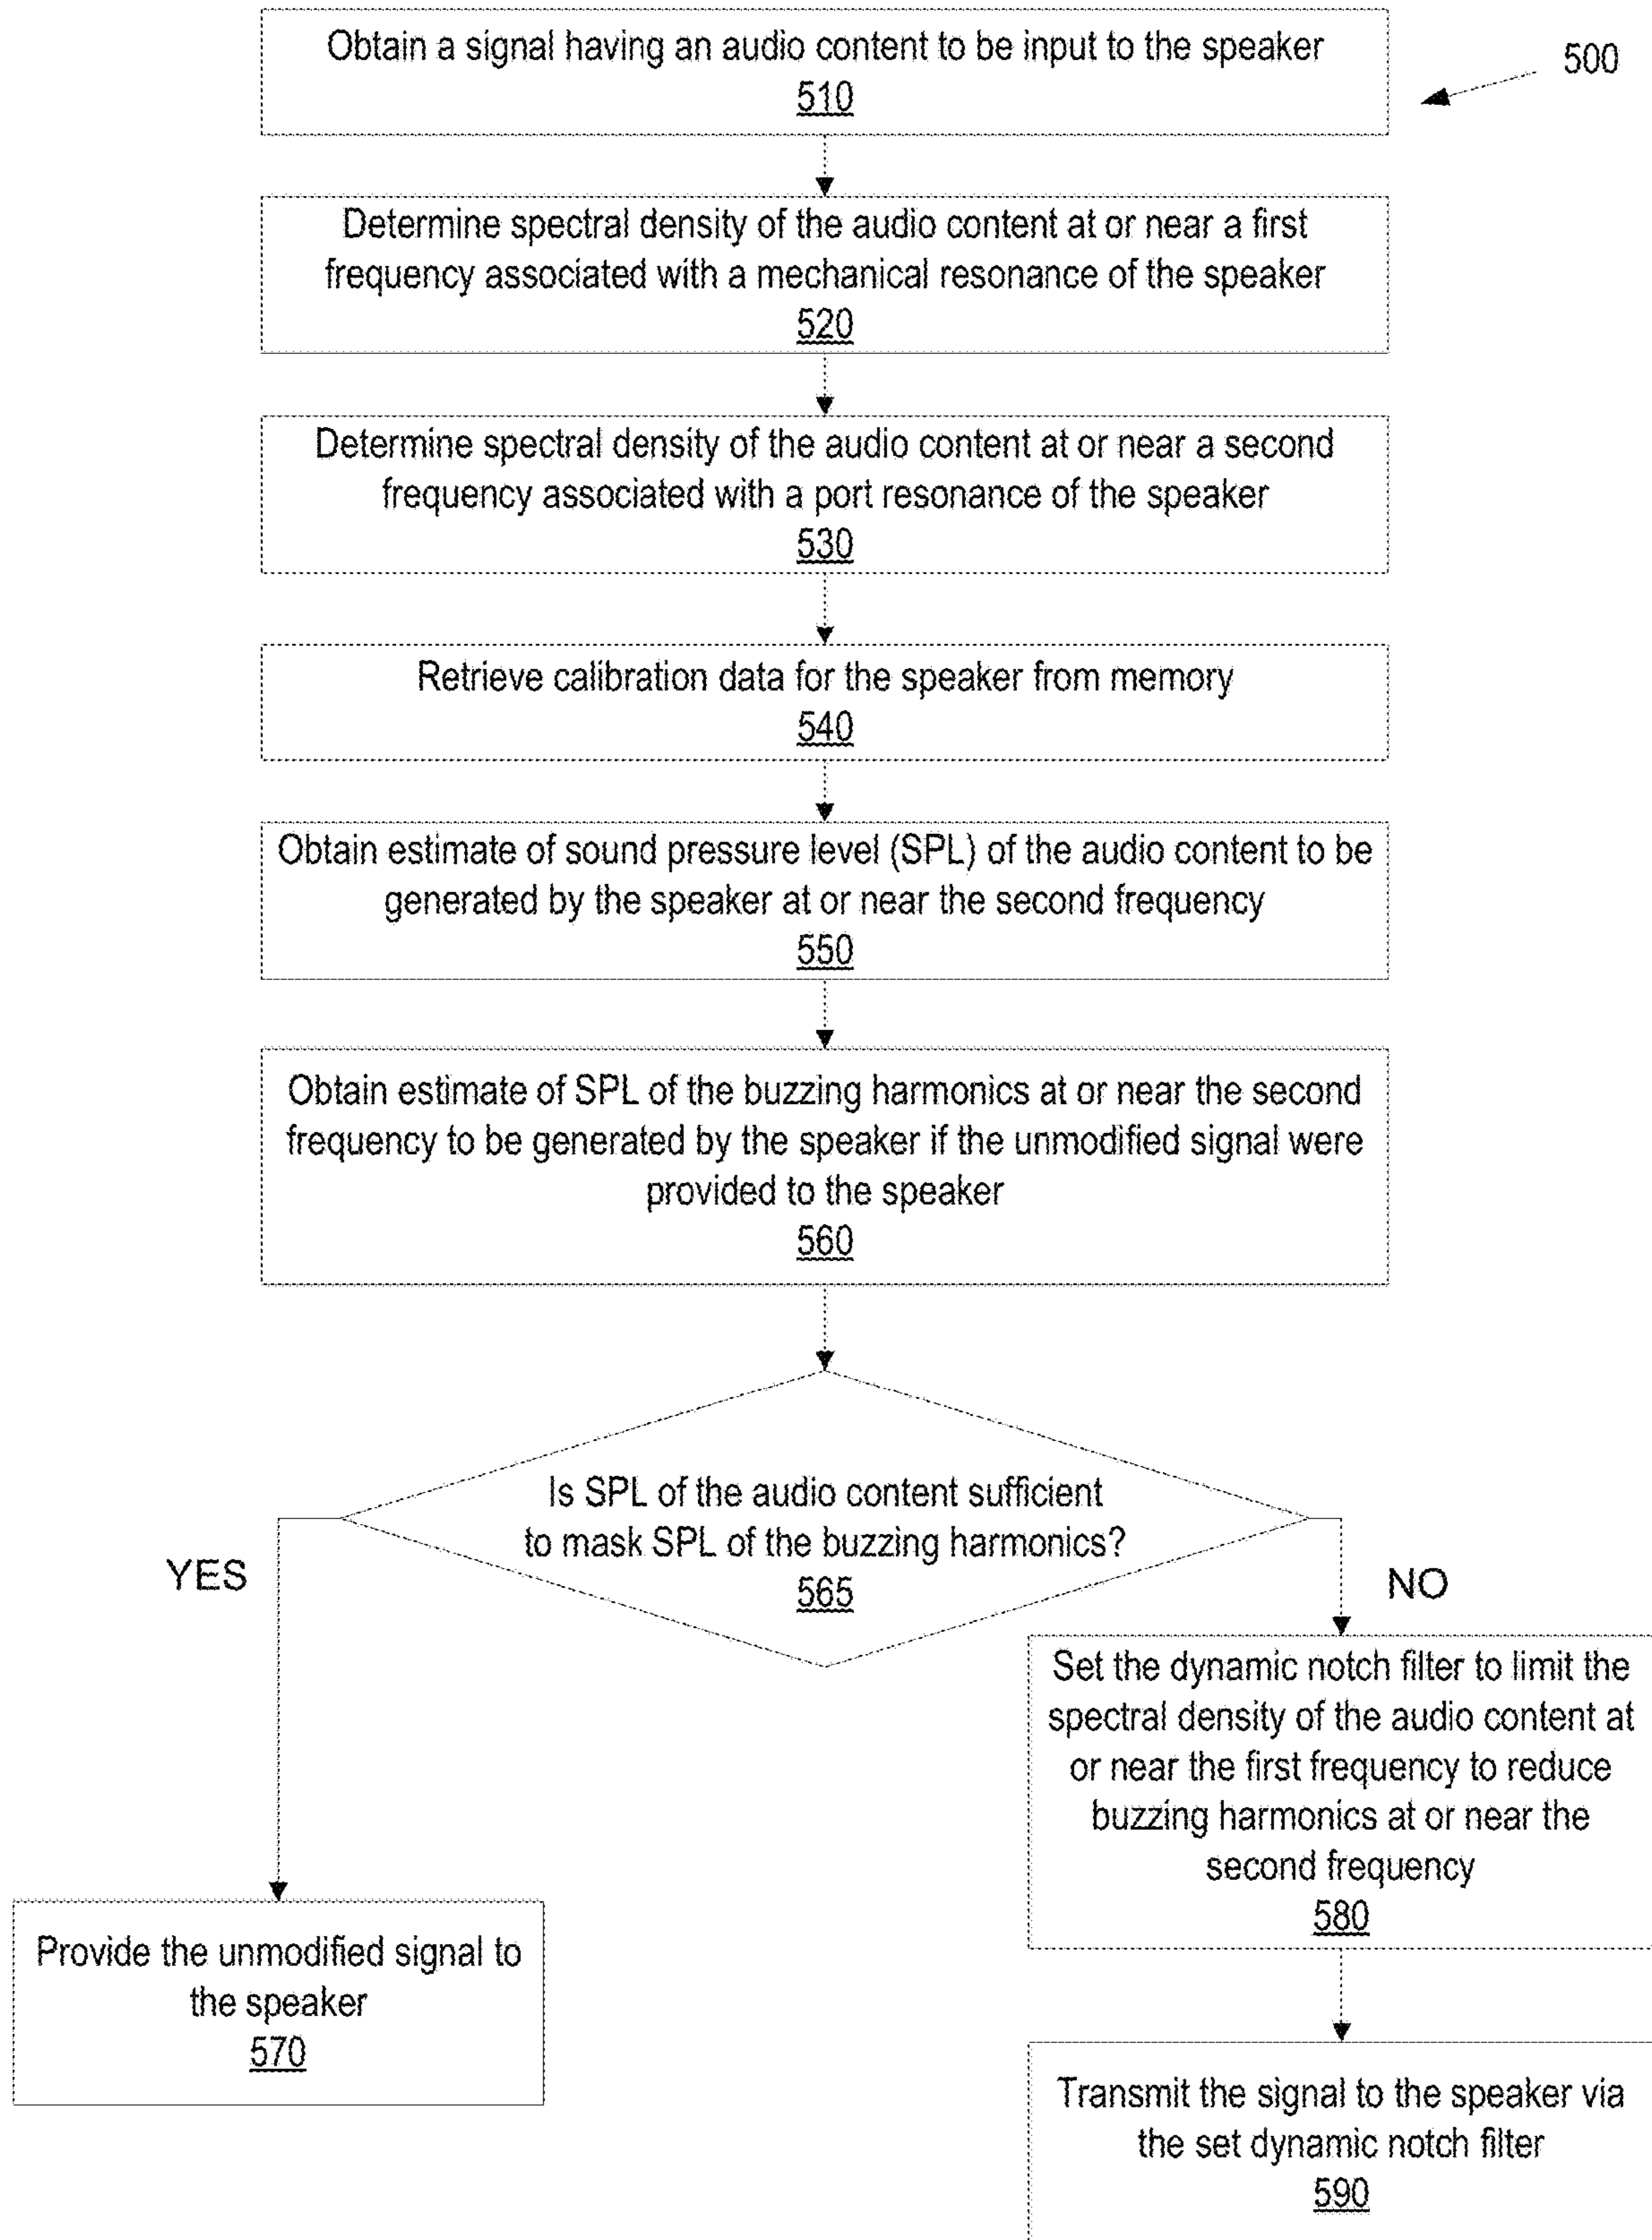 Obtain a signal having an audio content to be input to the speaker
510
500
Determine spectral density of the audio content at or near a first
frequency associated with a mechanical resonance of the speaker
520
Determine spectral density of the audio content at or near a second
frequency associated with a port resonance of the speaker
530
Retrieve calibration data for the speaker from memory
540
Obtain estimate of sound pressure level (SPL) of the audio content to be
generated by the speaker at or near the second frequency
550
Obtain estimate of SPL of the buzzing harmonics at or near the second
frequency to be generated by the speaker if the unmodified signal were
provided to the speaker
560
Is SPL of the audio content sufficient
to mask SPL of the buzzing harmonics?
565
YES
NO
Set the dynamic notch filter to limit the
spectral density of the audio content at
or near the first frequency to reduce
buzzing harmonics at or near the
second frequency
580
Provide the unmodified signal to
the speaker
570
Transmit the signal to the speaker via
the set dynamic notch filter
590